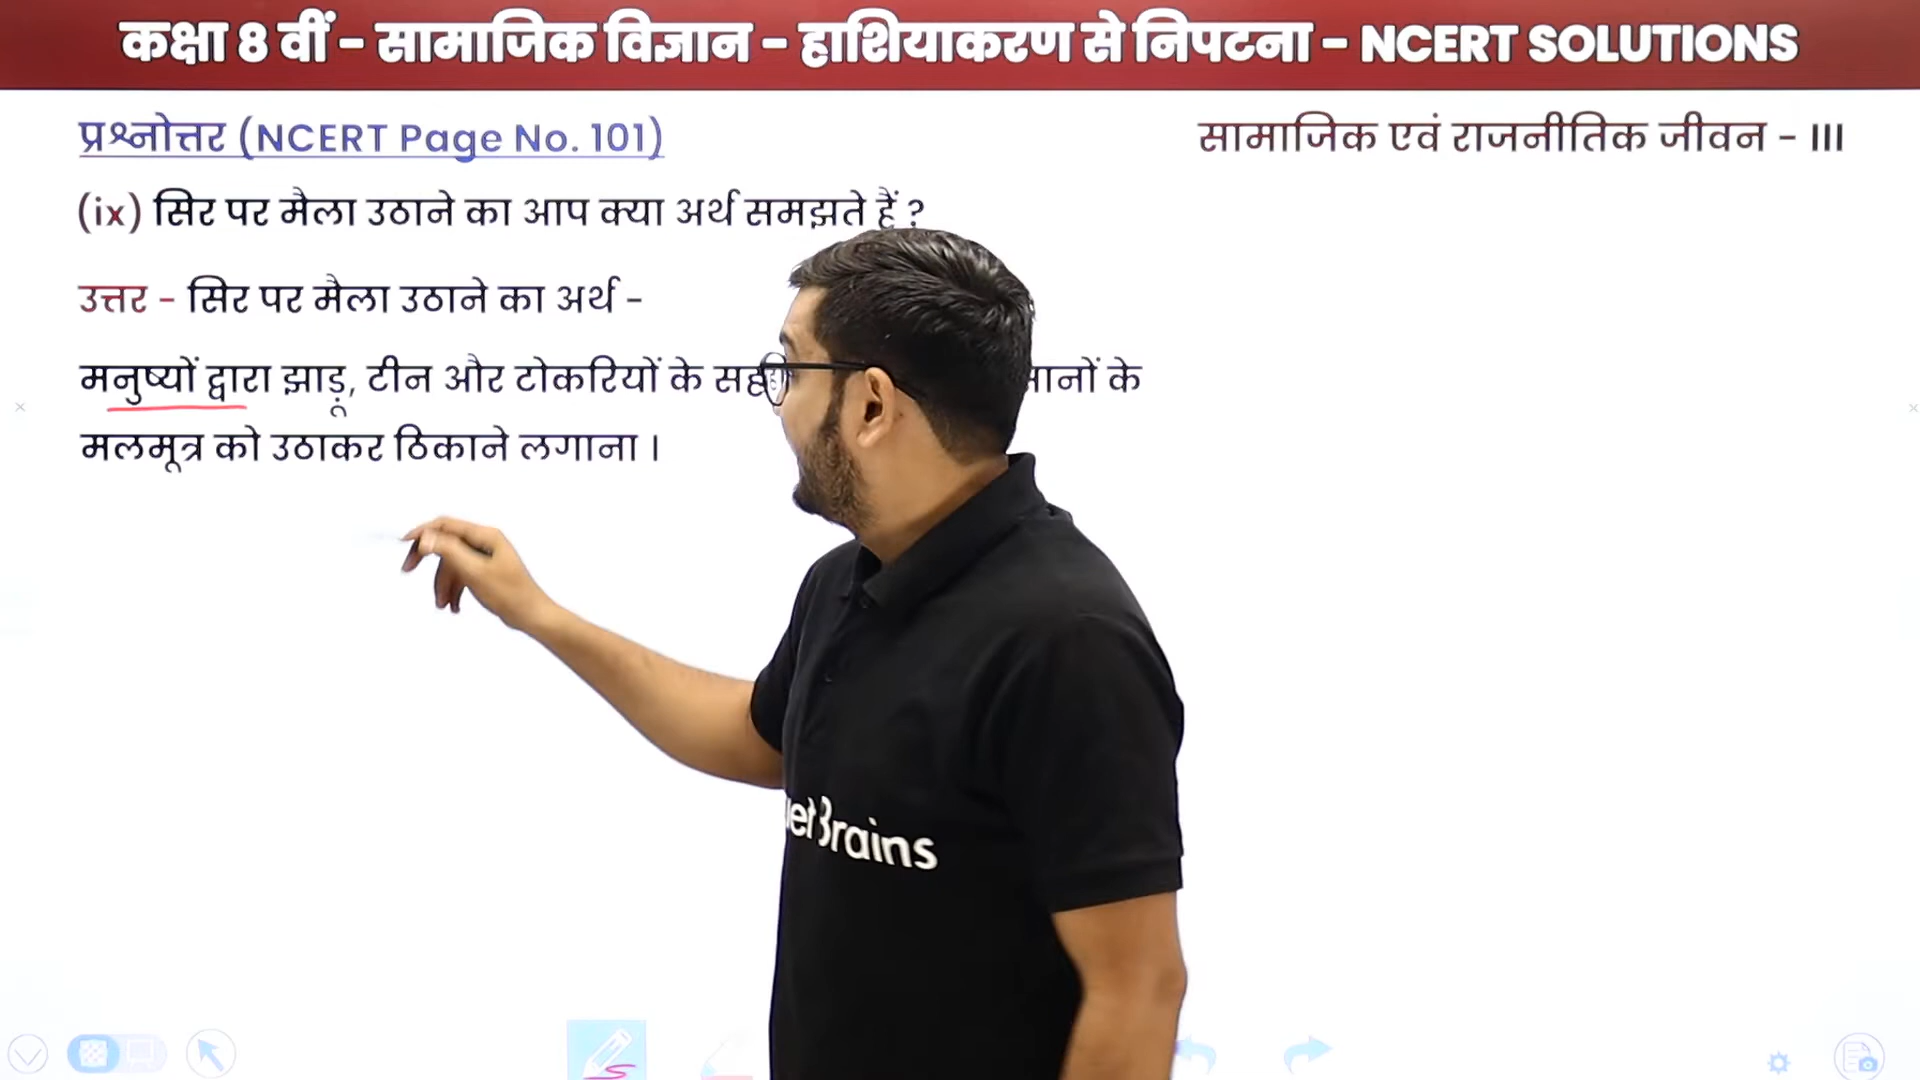 कक्षा 8 वीं - सामाजिक विज्ञान - हाशियाकरण से निपटना - NCERT SOLUTIONS
प्रश्नोत्तर (NCERT Page No. 101)
सामाजिक एवं राजनीतिक जीवन - III
(ix) सिर पर मैला उठाने का आप क्या अर्थ समझते हैं ?
उत्तर - सिर पर मैला उठाने का अर्थ -
मनुष्यों द्वारा झाड़ू, टीन और टोकरियों के के
मलमूत्र को उठाकर ठिकाने लगाना ।
Brains